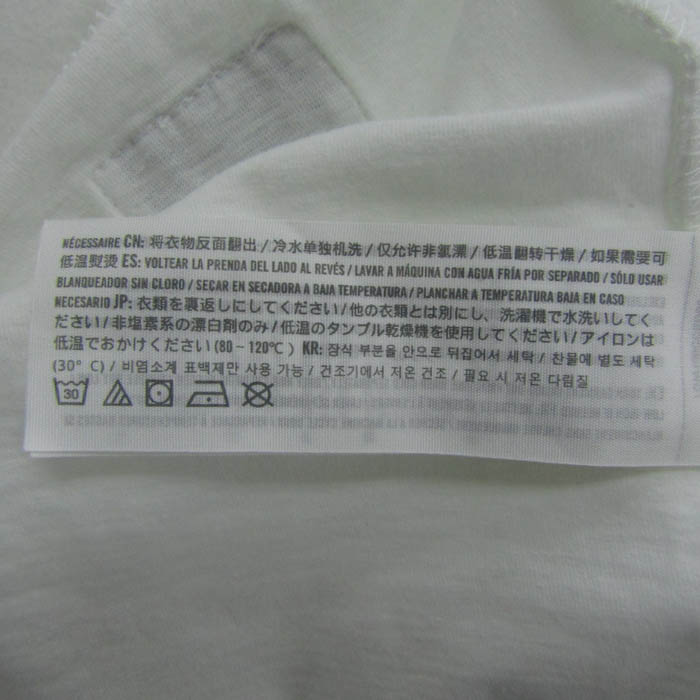 NÉCESSAIRE CN: 将衣物反面翻出 / 冷水单独机洗 / 仅允许非氯漂 / 低温翻转干燥 / 如果需要可
低温熨烫 ES: VOLTEAR LA PRENDA DEL LADO AL REVÉS / LAVAR A MÁQUINA CON AGUA FRÍA POR SEPARADO / SÓLO USAR
BLANQUEADOR SIN CLORO / SECAR EN SECADORA A BAJA TEMPERATURA / PLANCHAR A TEMPERATURA BAJA EN CASO
NECESARIO JP: 衣類を裏返しにしてください / 他の衣類とは別にし、洗濯機で水洗いしてく
ださい / 非塩素系の漂白剤のみ / 低温のタンブル乾燥機を使用してください / アイロンは
低温でおかけください (80-120℃) KR: 장식 부분을 안으로 뒤집어서 세탁 / 찬물에 별도 세탁
(30° C) / 비염소계 표백제만 사용 가능 / 건조기에서 저온 건조 / 필요 시 저온 다림질
30